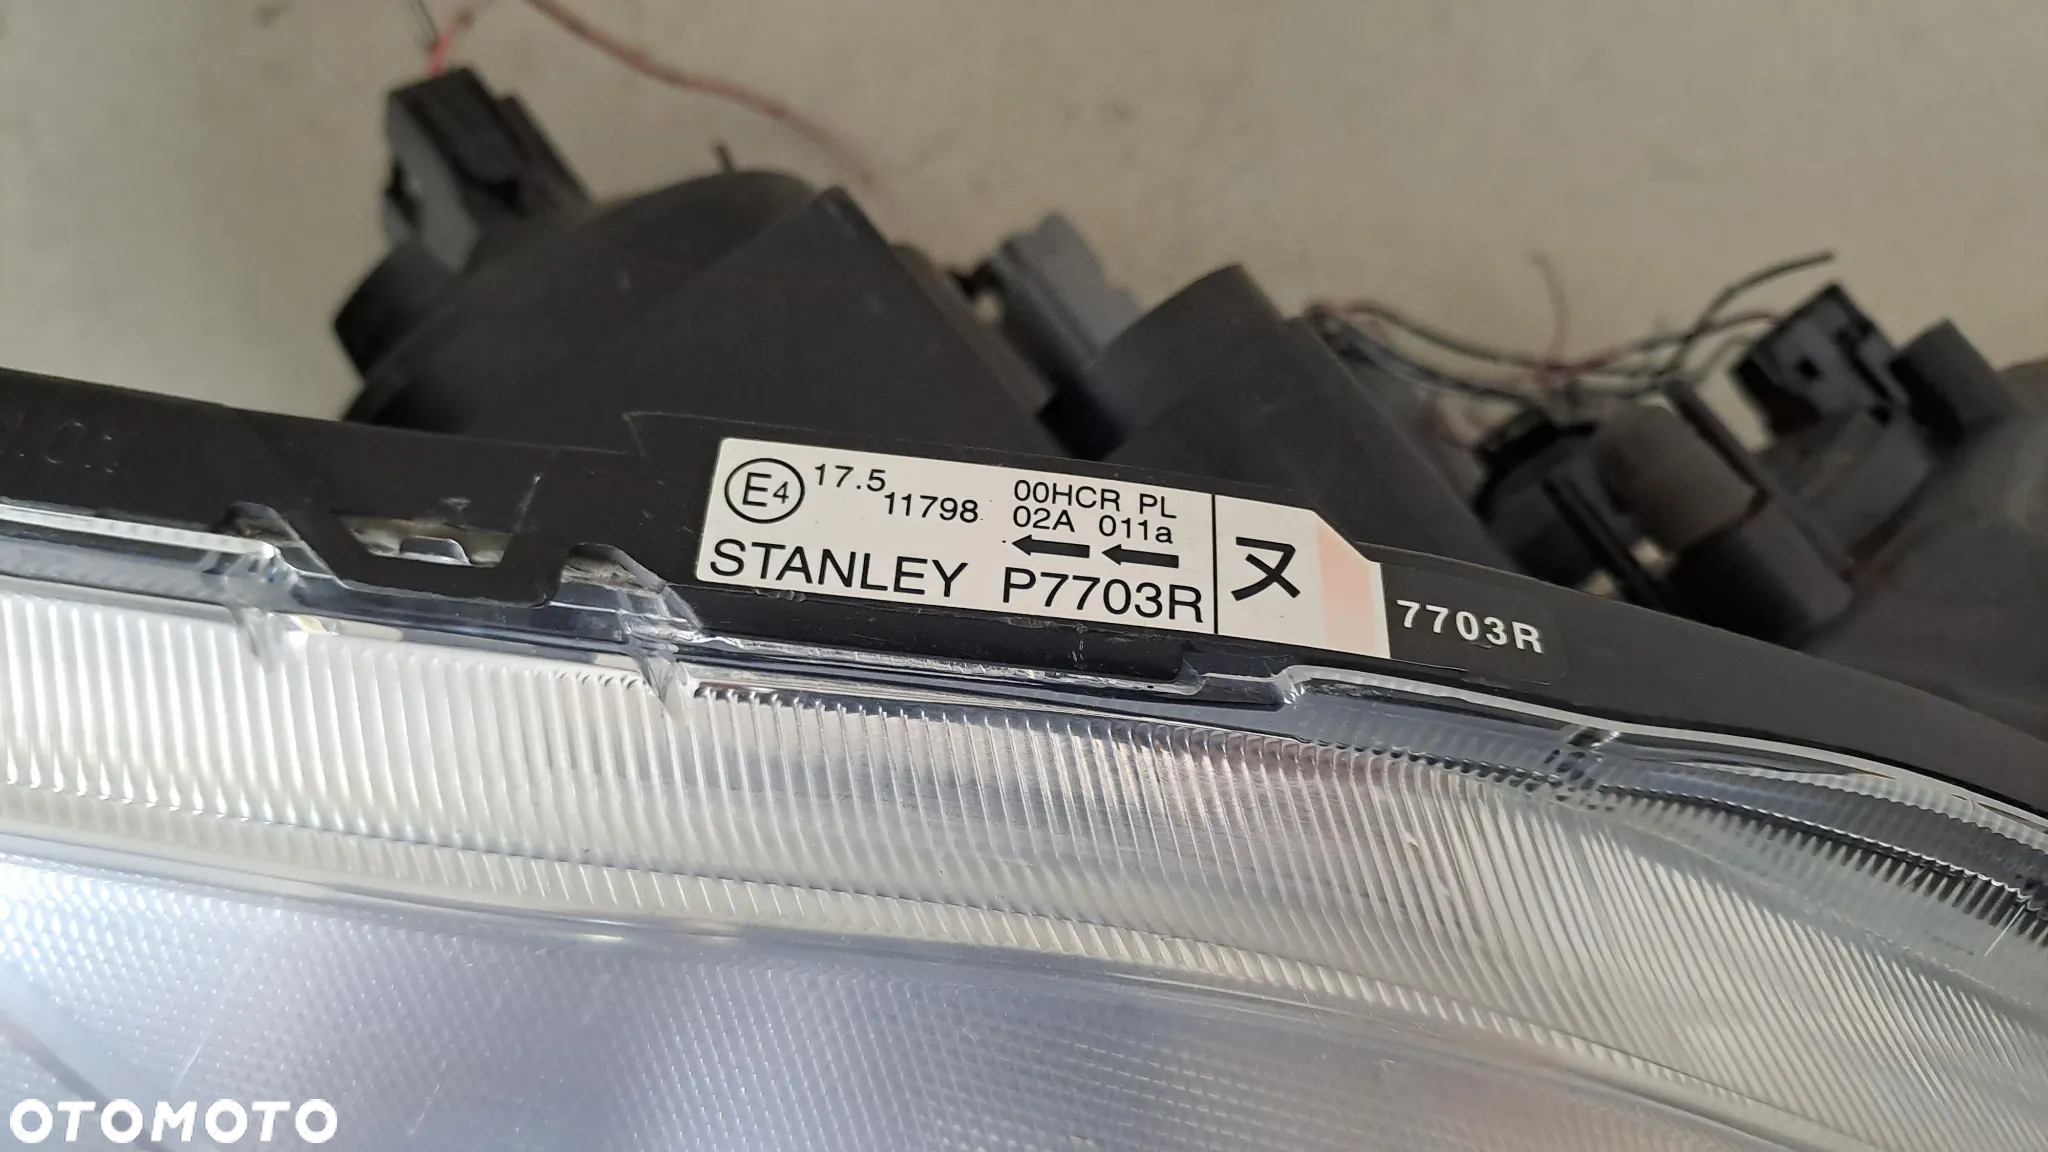 E4 17.5 11798 00HCR PL
02A 011a
STANLEY P7703R
ヌ
7703R
OTOMOTO